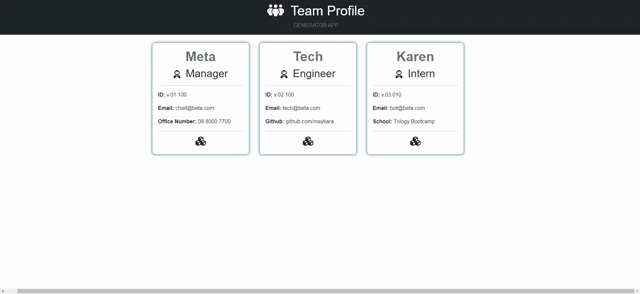 Team Profile
GENERATOR APP
Meta
Manager
ID: v.01.100
Email: chief@beta.com
Office Number: 08 8000 7700
Tech
Engineer
ID: v.02.100
Email: tech@beta.com
Github: github.com/maytiara
Karen
Intern
ID: v.03.010
Email: bot@beta.com
School: Trilogy Bootcamp